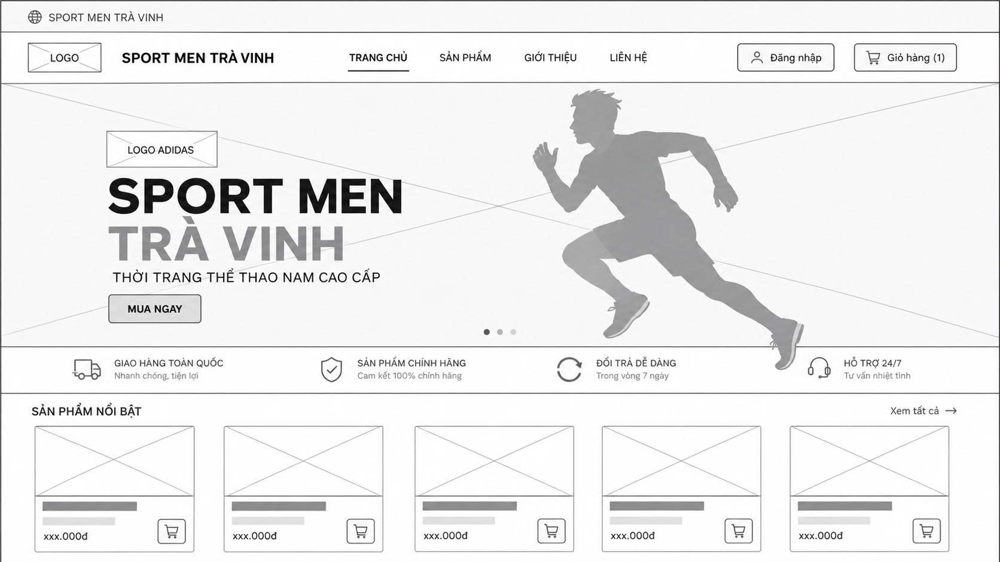 SPORT MEN TRÀ VINH
LOGO
SPORT MEN TRÀ VINH
TRANG CHỦ
SẢN PHẨM
GIỚI THIỆU
LIÊN HỆ
Đăng nhập
Giỏ hàng (1)
LOGO ADIDAS
SPORT MEN
TRÀ VINH
THỜI TRANG THỂ THAO NAM CAO CẤP
MUA NGAY
GIAO HÀNG TOÀN QUỐC
Nhanh chóng, tiện lợi
SẢN PHẨM CHÍNH HÃNG
Cam kết 100% chính hãng
ĐỔI TRẢ DỄ DÀNG
Trong vòng 7 ngày
HỖ TRỢ 24/7
Tư vấn nhiệt tình
SẢN PHẨM NỔI BẬT
Xem tất cả →
xxx.000đ
xxx.000đ
xxx.000đ
xxx.000đ
xxx.000đ